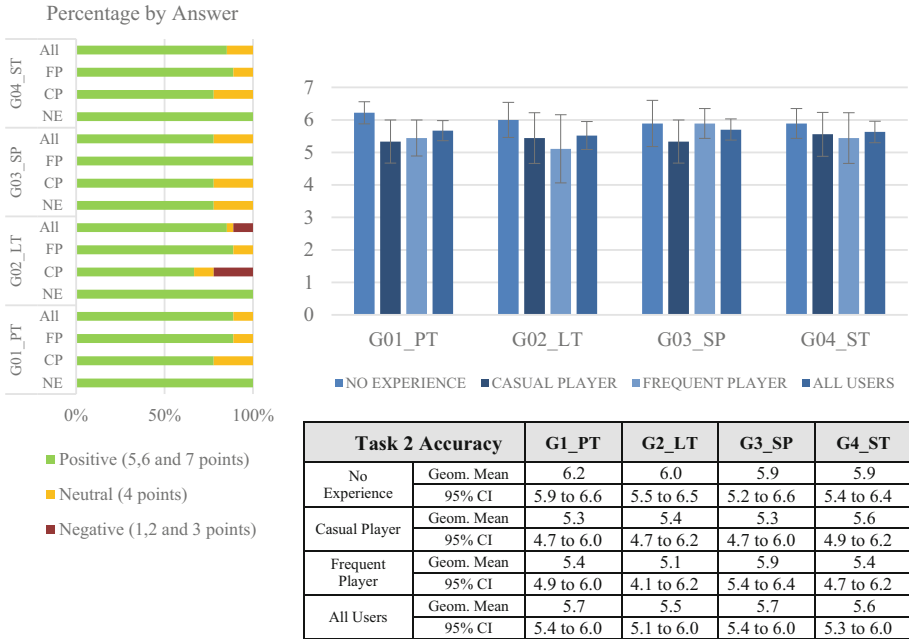 Percentage by Answer
G04_ST
All
FP
CP
NE
G03_SP
All
FP
CP
NE
G02_LT
All
FP
CP
NE
G01_PT
All
FP
CP
NE
0% 50% 100%
Positive (5,6 and 7 points)
Neutral (4 points)
Negative (1,2 and 3 points)
7
6
5
4
3
2
1
0
G01_PT G02_LT G03_SP G04_ST
NO EXPERIENCE CASUAL PLAYER FREQUENT PLAYER ALL USERS
Task 2 Accuracy G1_PT G2_LT G3_SP G4_ST
No Experience Geom. Mean 6.2 6.0 5.9 5.9
95% CI 5.9 to 6.6 5.5 to 6.5 5.2 to 6.6 5.4 to 6.4
Casual Player Geom. Mean 5.3 5.4 5.3 5.6
95% CI 4.7 to 6.0 4.7 to 6.2 4.7 to 6.0 4.9 to 6.2
Frequent Player Geom. Mean 5.4 5.1 5.9 5.4
95% CI 4.9 to 6.0 4.1 to 6.2 5.4 to 6.4 4.7 to 6.2
All Users Geom. Mean 5.7 5.5 5.7 5.6
95% CI 5.4 to 6.0 5.1 to 6.0 5.4 to 6.0 5.3 to 6.0